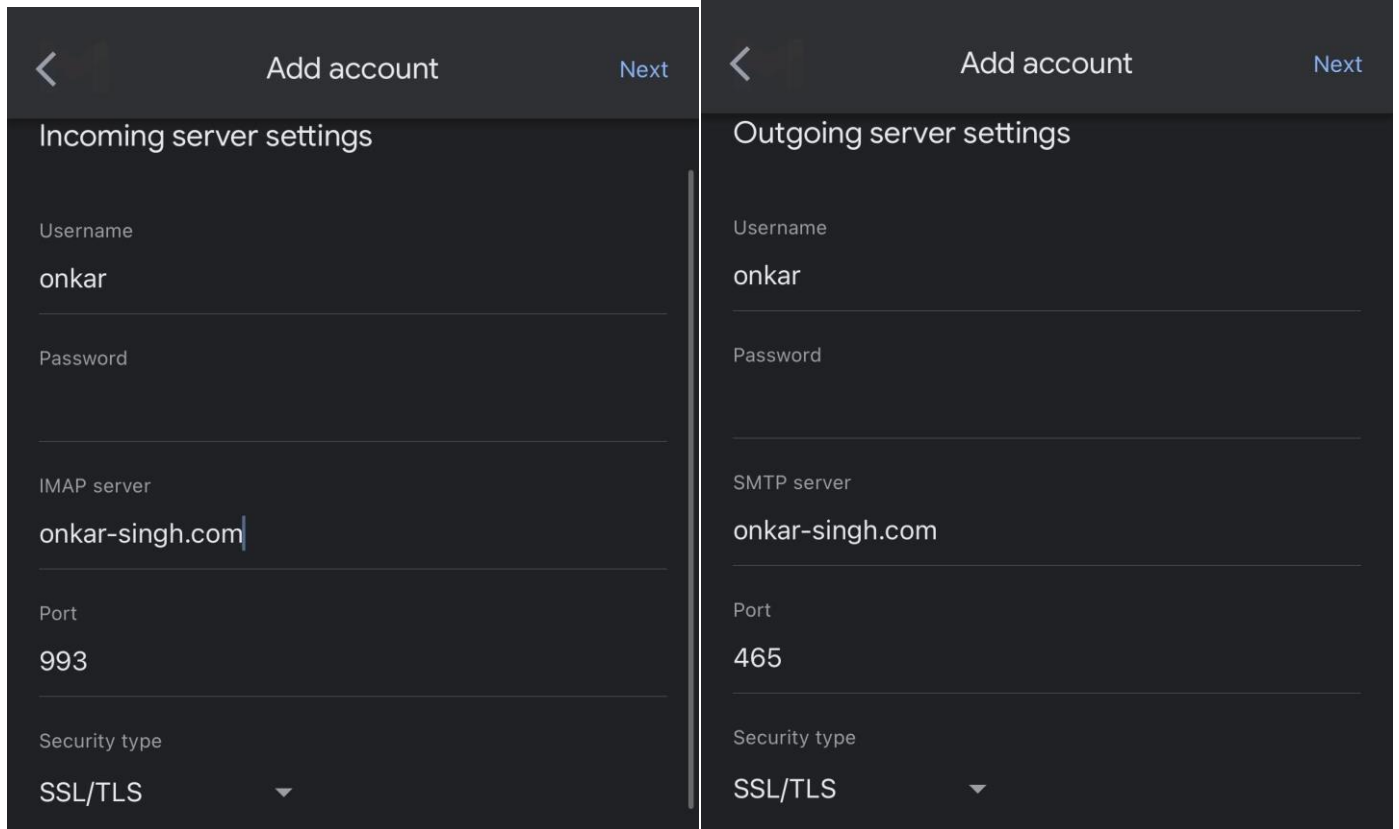 Add account
Next
Incoming server settings
Username
onkar
Password
IMAP server
onkar-singh.com
Port
993
Security type
SSL/TLS
Add account
Next
Outgoing server settings
Username
onkar
Password
SMTP server
onkar-singh.com
Port
465
Security type
SSL/TLS